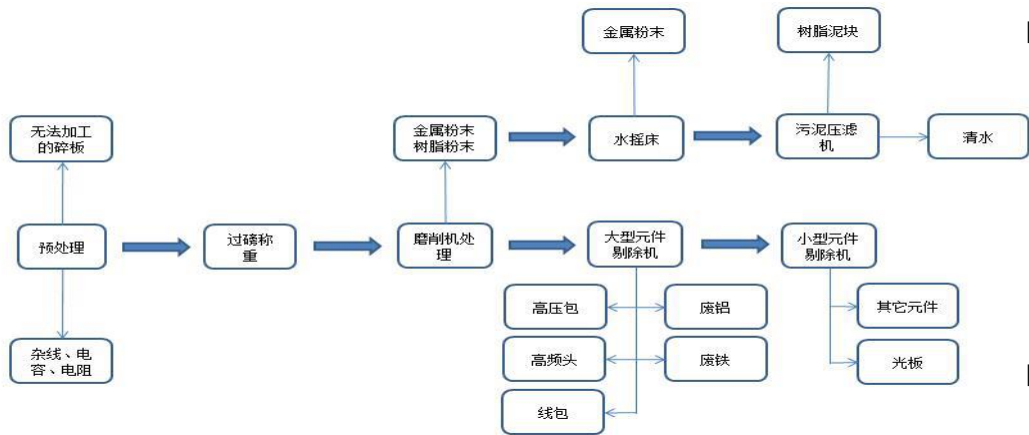 金属粉末
树脂泥块
无法加工
的碎板
金属粉末
树脂粉末
水摇床
污泥压滤
机
清水
预处理
过磅称
重
磨削机处
理
大型元件
剔除机
小型元件
剔除机
高压包
废铝
其它元件
杂线、电
容、电阻
高频头
废铁
光板
线包